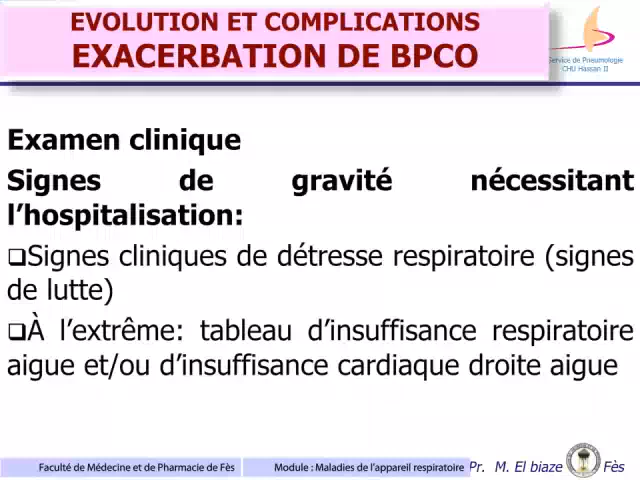 EVOLUTION ET COMPLICATIONS
EXACERBATION DE BPCO
Service de Pneumologie
CHU Hassan II
Examen clinique
Signes de gravité nécessitant
l’hospitalisation:
❑Signes cliniques de détresse respiratoire (signes
de lutte)
❑À l’extrême: tableau d’insuffisance respiratoire
aigue et/ou d’insuffisance cardiaque droite aigue
Faculté de Médecine et de Pharmacie de Fès Module : Maladies de l’appareil respiratoire Pr. M. El biaze Fès